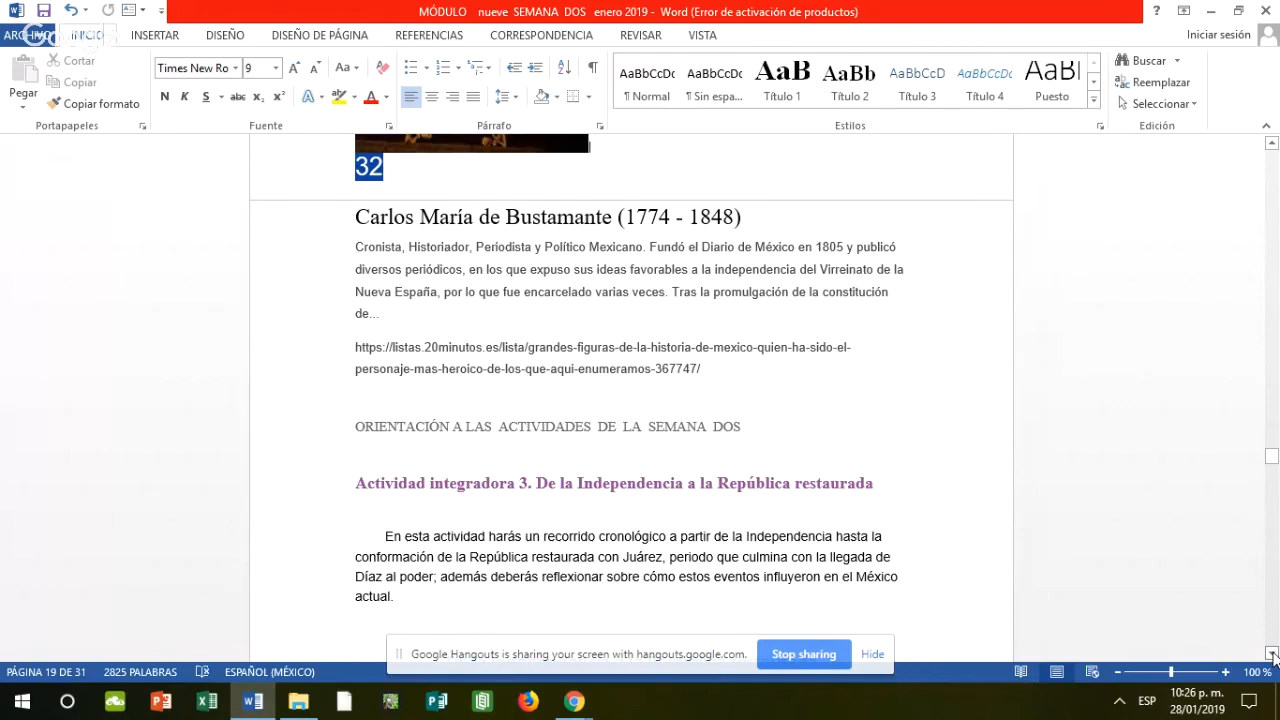 MÓDULO nueve SEMANA DOS enero 2019 - Word (Error de activación de productos)
ARCHIVO INICIO INSERTAR DISEÑO DISEÑO DE PÁGINA REFERENCIAS CORRESPONDENCIA REVISAR VISTA Iniciar sesión
Pegar
Cortar
Copiar
Copiar formato
Portapapeles
Times New Ro 9
N K S abc x₂ x²
Fuente
Párrafo
AaBbCcDc AaBbCcDc AaB AaBb AaBbCcD AaBbCcDc AaBl
¶ Normal ¶ Sin espa... Título 1 Título 2 Título 3 Título 4 Puesto
Estilos
Buscar
Reemplazar
Seleccionar
Edición
32
Carlos María de Bustamante (1774 - 1848)
Cronista, Historiador, Periodista y Político Mexicano. Fundó el Diario de México en 1805 y publicó
diversos periódicos, en los que expuso sus ideas favorables a la independencia del Virreinato de la
Nueva España, por lo que fue encarcelado varias veces. Tras la promulgación de la constitución
de...
https://listas.20minutos.es/lista/grandes-figuras-de-la-historia-de-mexico-quien-ha-sido-el-
personaje-mas-heroico-de-los-que-aqui-enumeramos-367747/
ORIENTACIÓN A LAS ACTIVIDADES DE LA SEMANA DOS
Actividad integradora 3. De la Independencia a la República restaurada
En esta actividad harás un recorrido cronológico a partir de la Independencia hasta la
conformación de la República restaurada con Juárez, periodo que culmina con la llegada de
Díaz al poder; además deberás reflexionar sobre cómo estos eventos influyeron en el México
actual.
Google Hangouts is sharing your screen with hangouts.google.com. Stop sharing Hide
PÁGINA 19 DE 31 2825 PALABRAS ESPAÑOL (MÉXICO) 100 %
ESP
10:26 p. m.
28/01/2019